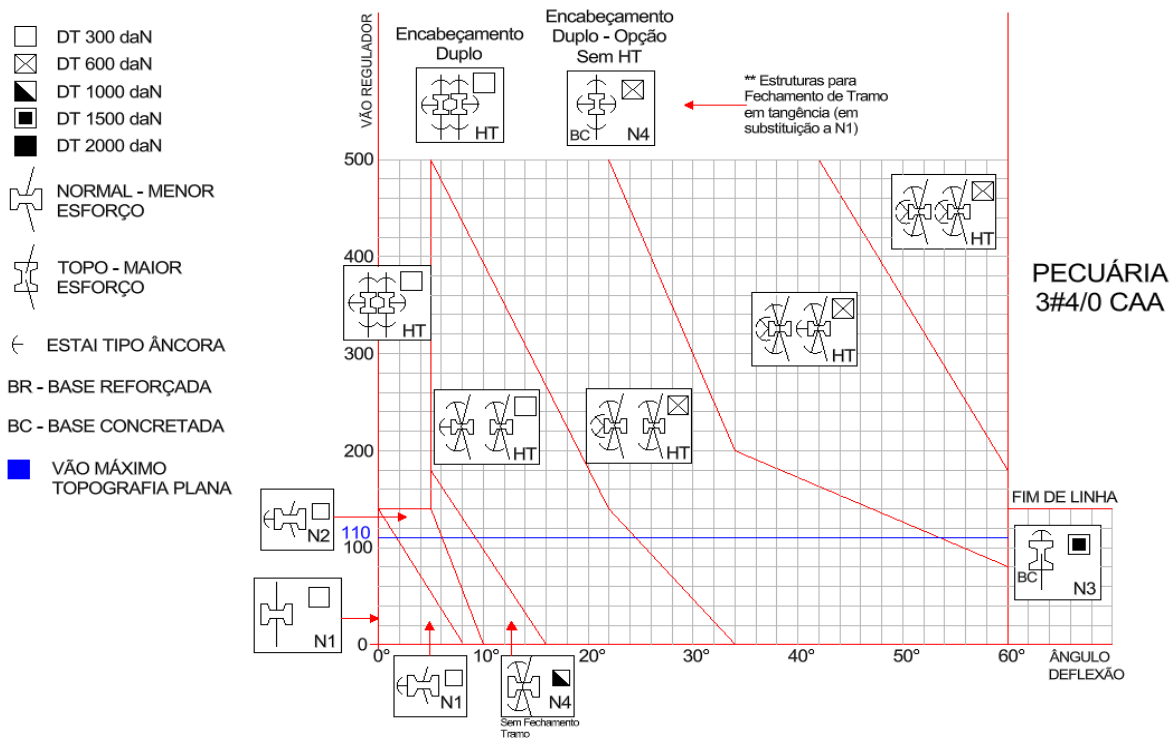 DT 300 daN
DT 600 daN
DT 1000 daN
DT 1500 daN
DT 2000 daN
NORMAL - MENOR
ESFORÇO
TOPO - MAIOR
ESFORÇO
ESTAI TIPO ÂNCORA
BR - BASE REFORÇADA
BC - BASE CONCRETADA
VÃO MÁXIMO
TOPOGRAFIA PLANA
VÃO REGULADOR
Encabeçamento
Duplo
HT
Encabeçamento
Duplo - Opção
Sem HT
BC N4
** Estruturas para
Fechamento de Tramo
em tangência (em
substituição a N1)
500
400
300
200
110
100
0
HT
HT
HT
HT
HT
N2
N1
PECUÁRIA
3#4/0 CAA
FIM DE LINHA
BC
N3
0°
10°
20°
30°
40°
50°
60°
ÂNGULO
DEFLEXÃO
N1
N4
Sem Fechamento
Tramo